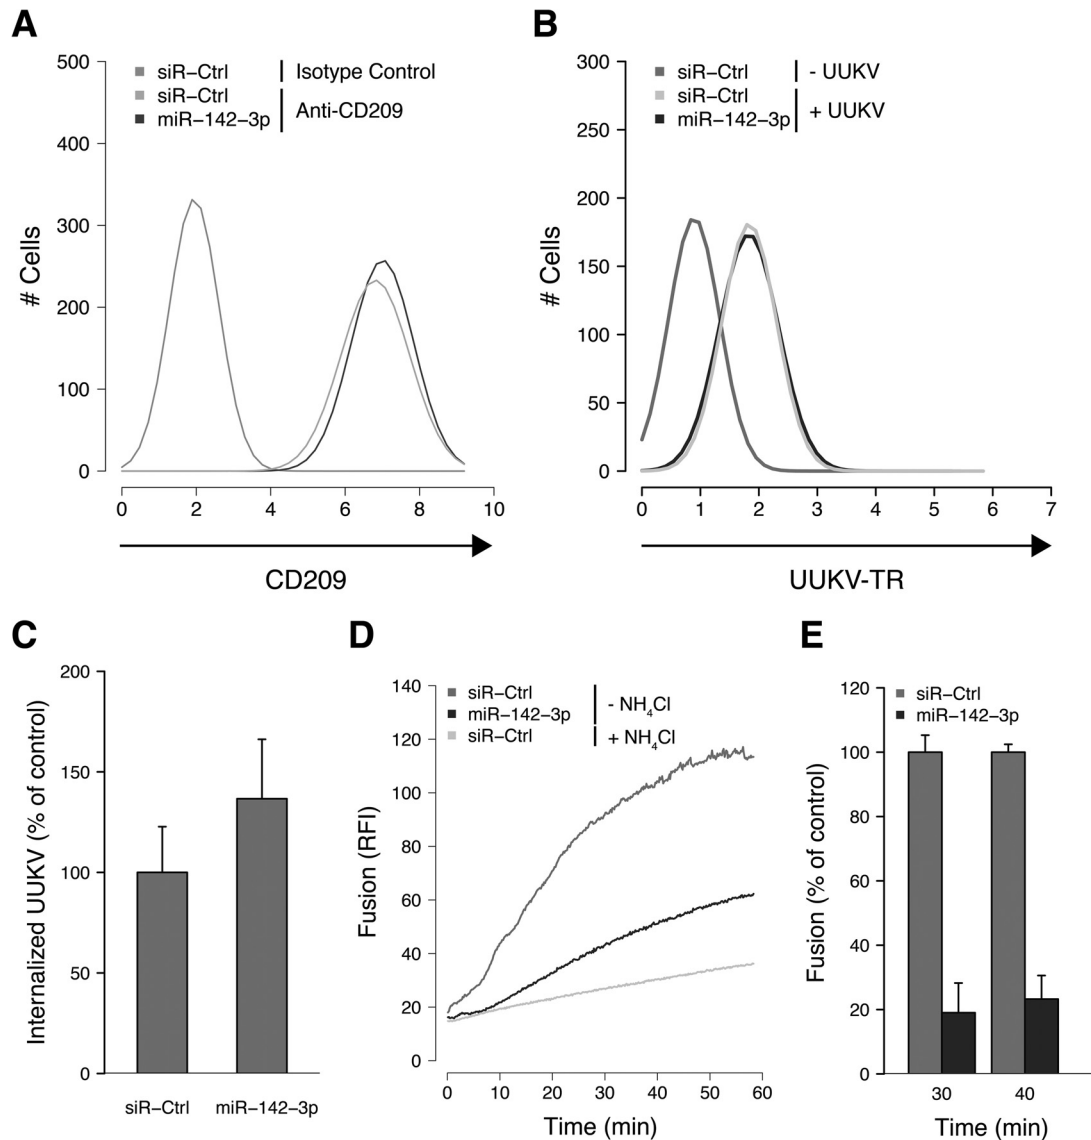 A
500
400
300
200
100
0
# Cells
siR–Ctrl
Isotype Control
siR–Ctrl
miR–142–3p
Anti-CD209
0 2 4 6 8 10
CD209
B
300
250
200
150
100
50
0
# Cells
siR–Ctrl
- UUKV
siR–Ctrl
miR–142–3p
+ UUKV
0 1 2 3 4 5 6 7
UUKV-TR
C
200
150
100
50
0
Internalized UUKV (% of control)
siR–Ctrl miR–142–3p
D
140
120
100
80
60
40
20
0
Fusion (RFI)
siR–Ctrl
miR–142–3p
- NH₄Cl
siR–Ctrl
+ NH₄Cl
0 10 20 30 40 50 60
Time (min)
E
120
100
80
60
40
20
0
Fusion (% of control)
siR–Ctrl
miR–142–3p
30 40
Time (min)